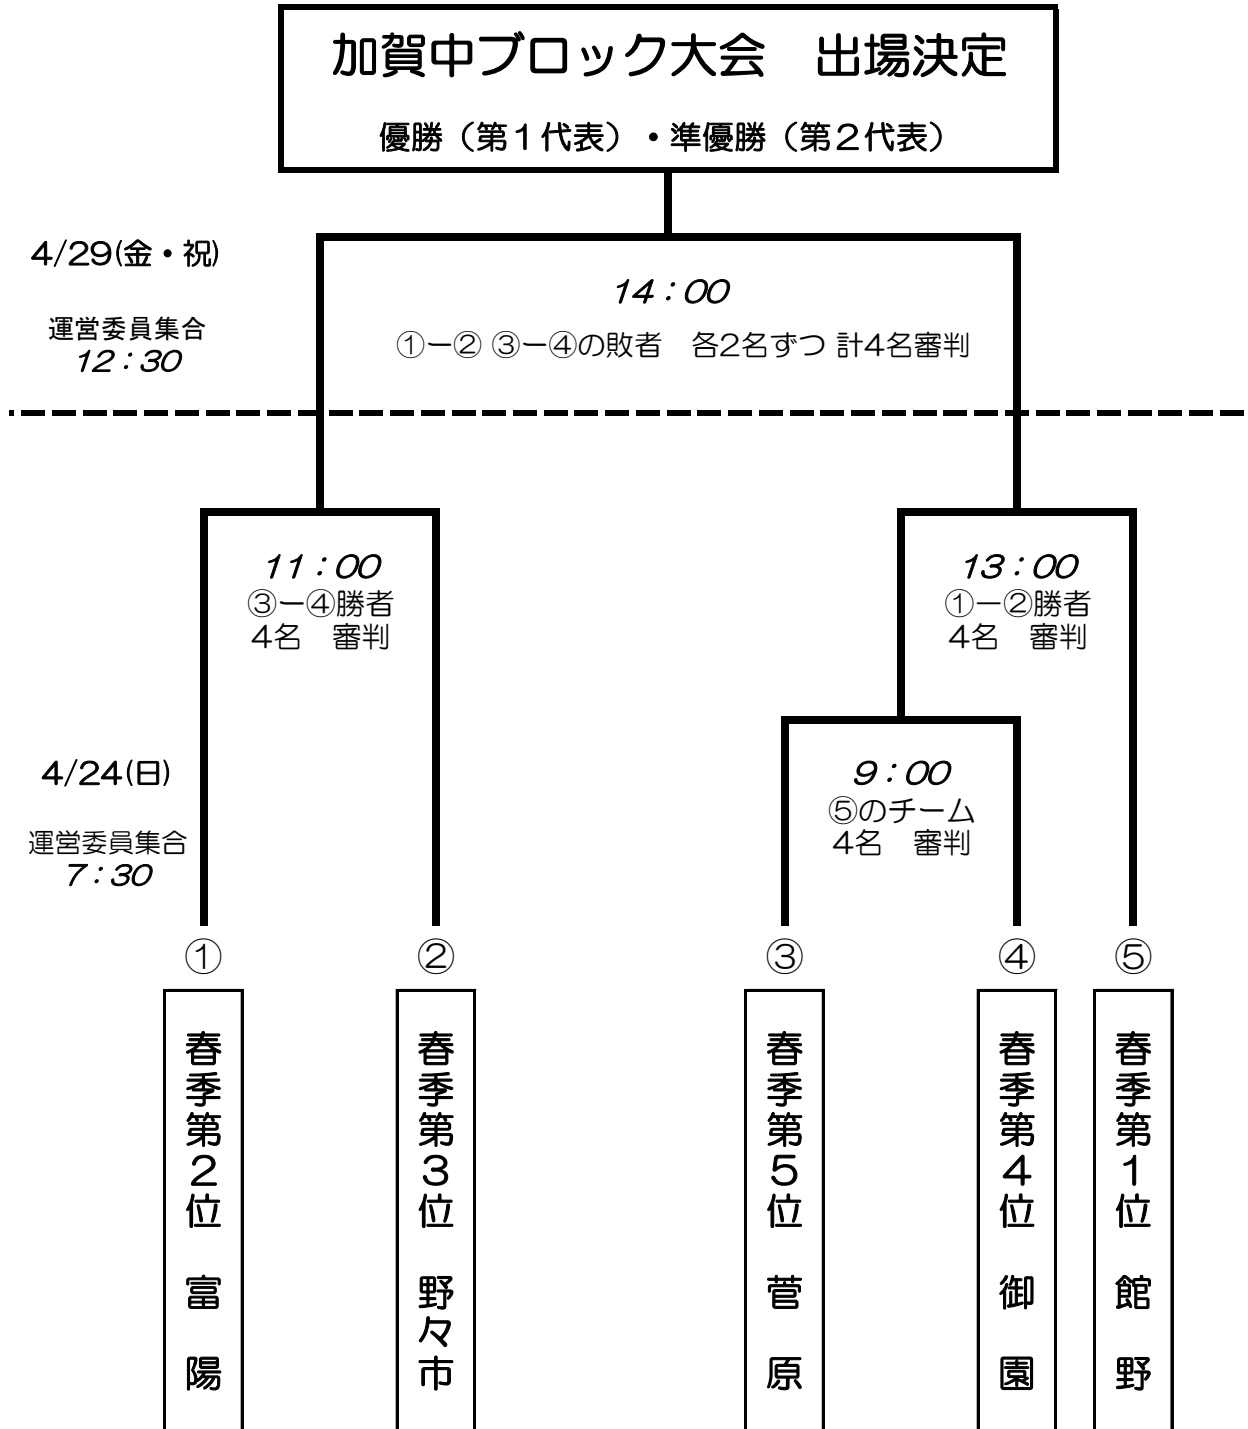 加賀中ブロック大会　出場決定
優勝（第１代表）・準優勝（第２代表）
4/29(金・祝)
運営委員集合
12：30
14：00
①ー② ③ー④の敗者　各2名ずつ 計4名審判
11：00
③ー④勝者
4名　審判
13：00
①ー②勝者
4名　審判
4/24(日)
運営委員集合
7：30
9：00
⑤のチーム
4名　審判
①
②
③
④
⑤
春季第２位　富　陽
春季第３位　野々市
春季第５位　菅　原
春季第４位　御　園
春季第１位　館　野